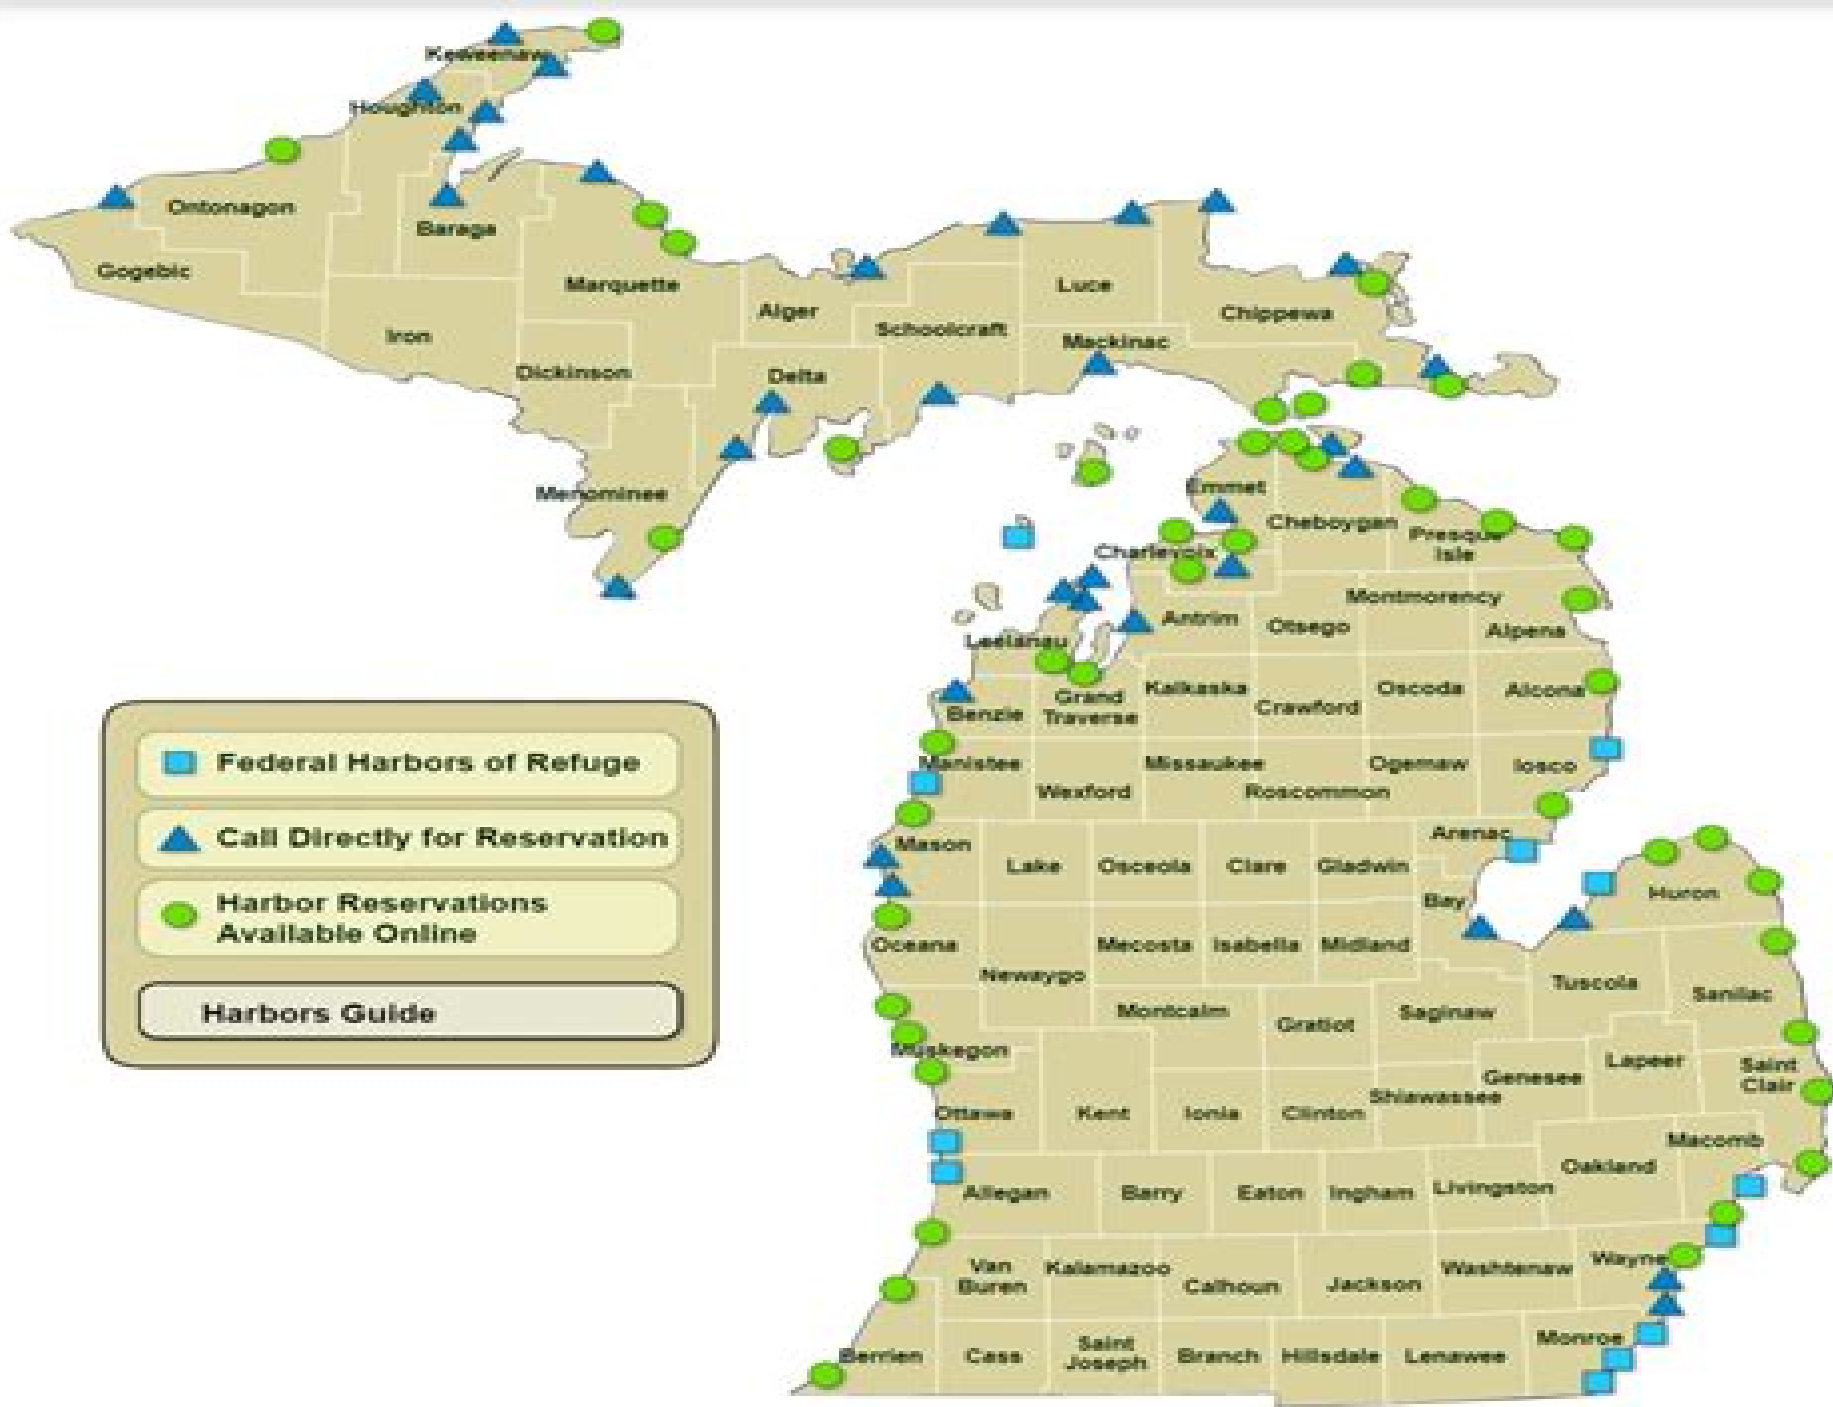 Keweenaw
Houghton
Ontonagon
Baraga
Gogebic
Marquette
Luce
Alger
Chippewa
Schoolcraft
Iron
Mackinac
Dickinson
Delta
Menominee
Emmet
Cheboygan
Presque
Isle
Charlevoix
Montmorency
Antrim
Otsego
Alpena
Leelanau
Kalkaska
Crawford
Oscoda
Alcona
Grand
Traverse
Benzie
Manistee
Missaukee
Ogemaw
Iosco
Wexford
Roscommon
Arenac
Mason
Lake
Osceola
Clare
Gladwin
Bay
Huron
Oceana
Mecosta
Isabella
Midland
Newaygo
Tuscola
Sanilac
Montcalm
Gratiot
Saginaw
Muskegon
Lapeer
Saint
Clair
Genesee
Shiawassee
Ottawa
Kent
Ionia
Clinton
Macomb
Oakland
Allegan
Barry
Eaton
Ingham
Livingston
Van
Buren
Kalamazoo
Calhoun
Jackson
Washtenaw
Wayne
Berrien
Cass
Saint
Joseph
Branch
Hillsdale
Lenawee
Monroe
Federal Harbors of Refuge
Call Directly for Reservation
Harbor Reservations
Available Online
Harbors Guide